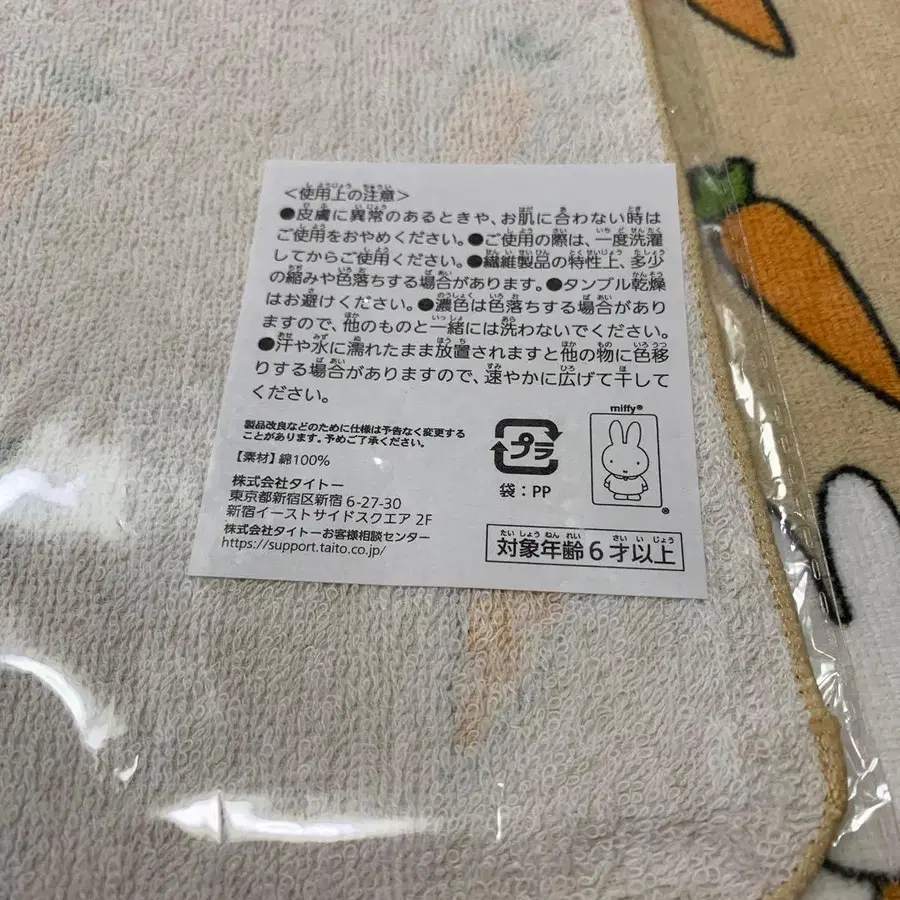 ＜使用上の注意＞
●皮膚に異常のあるときや、お肌に合わない時は
ご使用をおやめください。●ご使用の際は、一度洗濯
してからご使用ください。●繊維製品の特性上、多少
の縮みや色落ちする場合があります。●タンブル乾燥
はお避けください。●濃色は色落ちする場合があり
ますので、他のものと一緒には洗わないでください。
●汗や水に濡れたまま放置されますと他の物に色移
りする場合がありますので、速やかに広げて干して
ください。
製品改良などのために仕様は予告なく変更する
ことがあります。予めご了承ください。
【素材】綿100%
株式会社タイトー
東京都新宿区新宿 6-27-30
新宿イーストサイドスクエア 2F
株式会社タイトーお客様相談センター
https://support.taito.co.jp/
プラ
袋：PP
miffy®
®
たいしょうねんれい さいいじょう
対象年齢6才以上